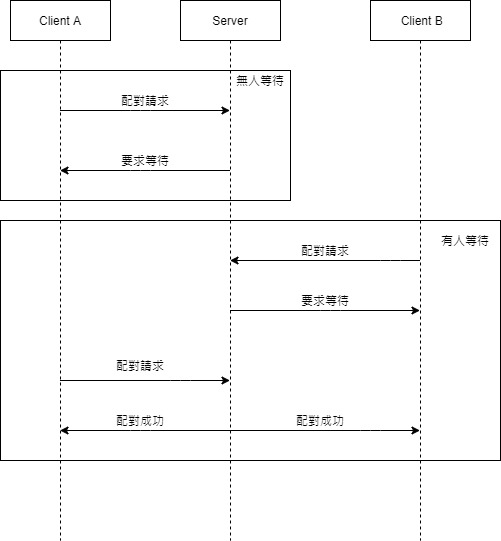 Client A
Server
Client B
無人等待
配對請求
要求等待
有人等待
配對請求
要求等待
配對請求
配對成功
配對成功